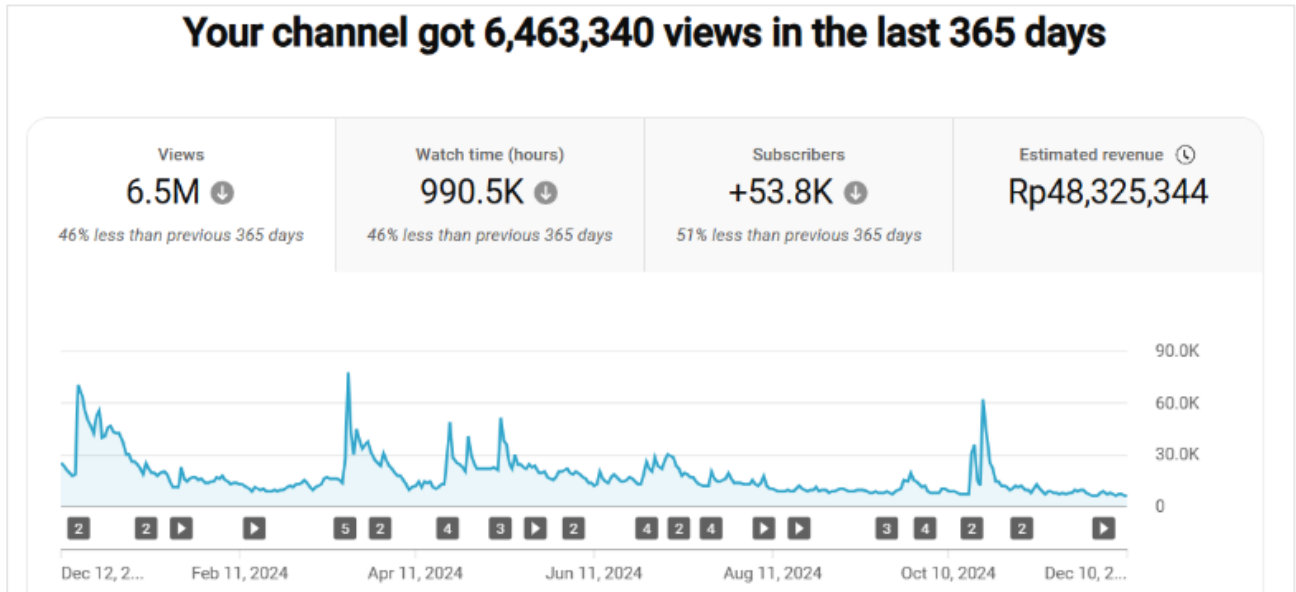 Your channel got 6,463,340 views in the last 365 days
Views
6.5M
46% less than previous 365 days
Watch time (hours)
990.5K
46% less than previous 365 days
Subscribers
+53.8K
51% less than previous 365 days
Estimated revenue
Rp48,325,344
90.0K
60.0K
30.0K
0
2 2 5 2 4 3 2 4 2 4 3 4 2 2
Dec 12, 2... Feb 11, 2024 Apr 11, 2024 Jun 11, 2024 Aug 11, 2024 Oct 10, 2024 Dec 10, 2...